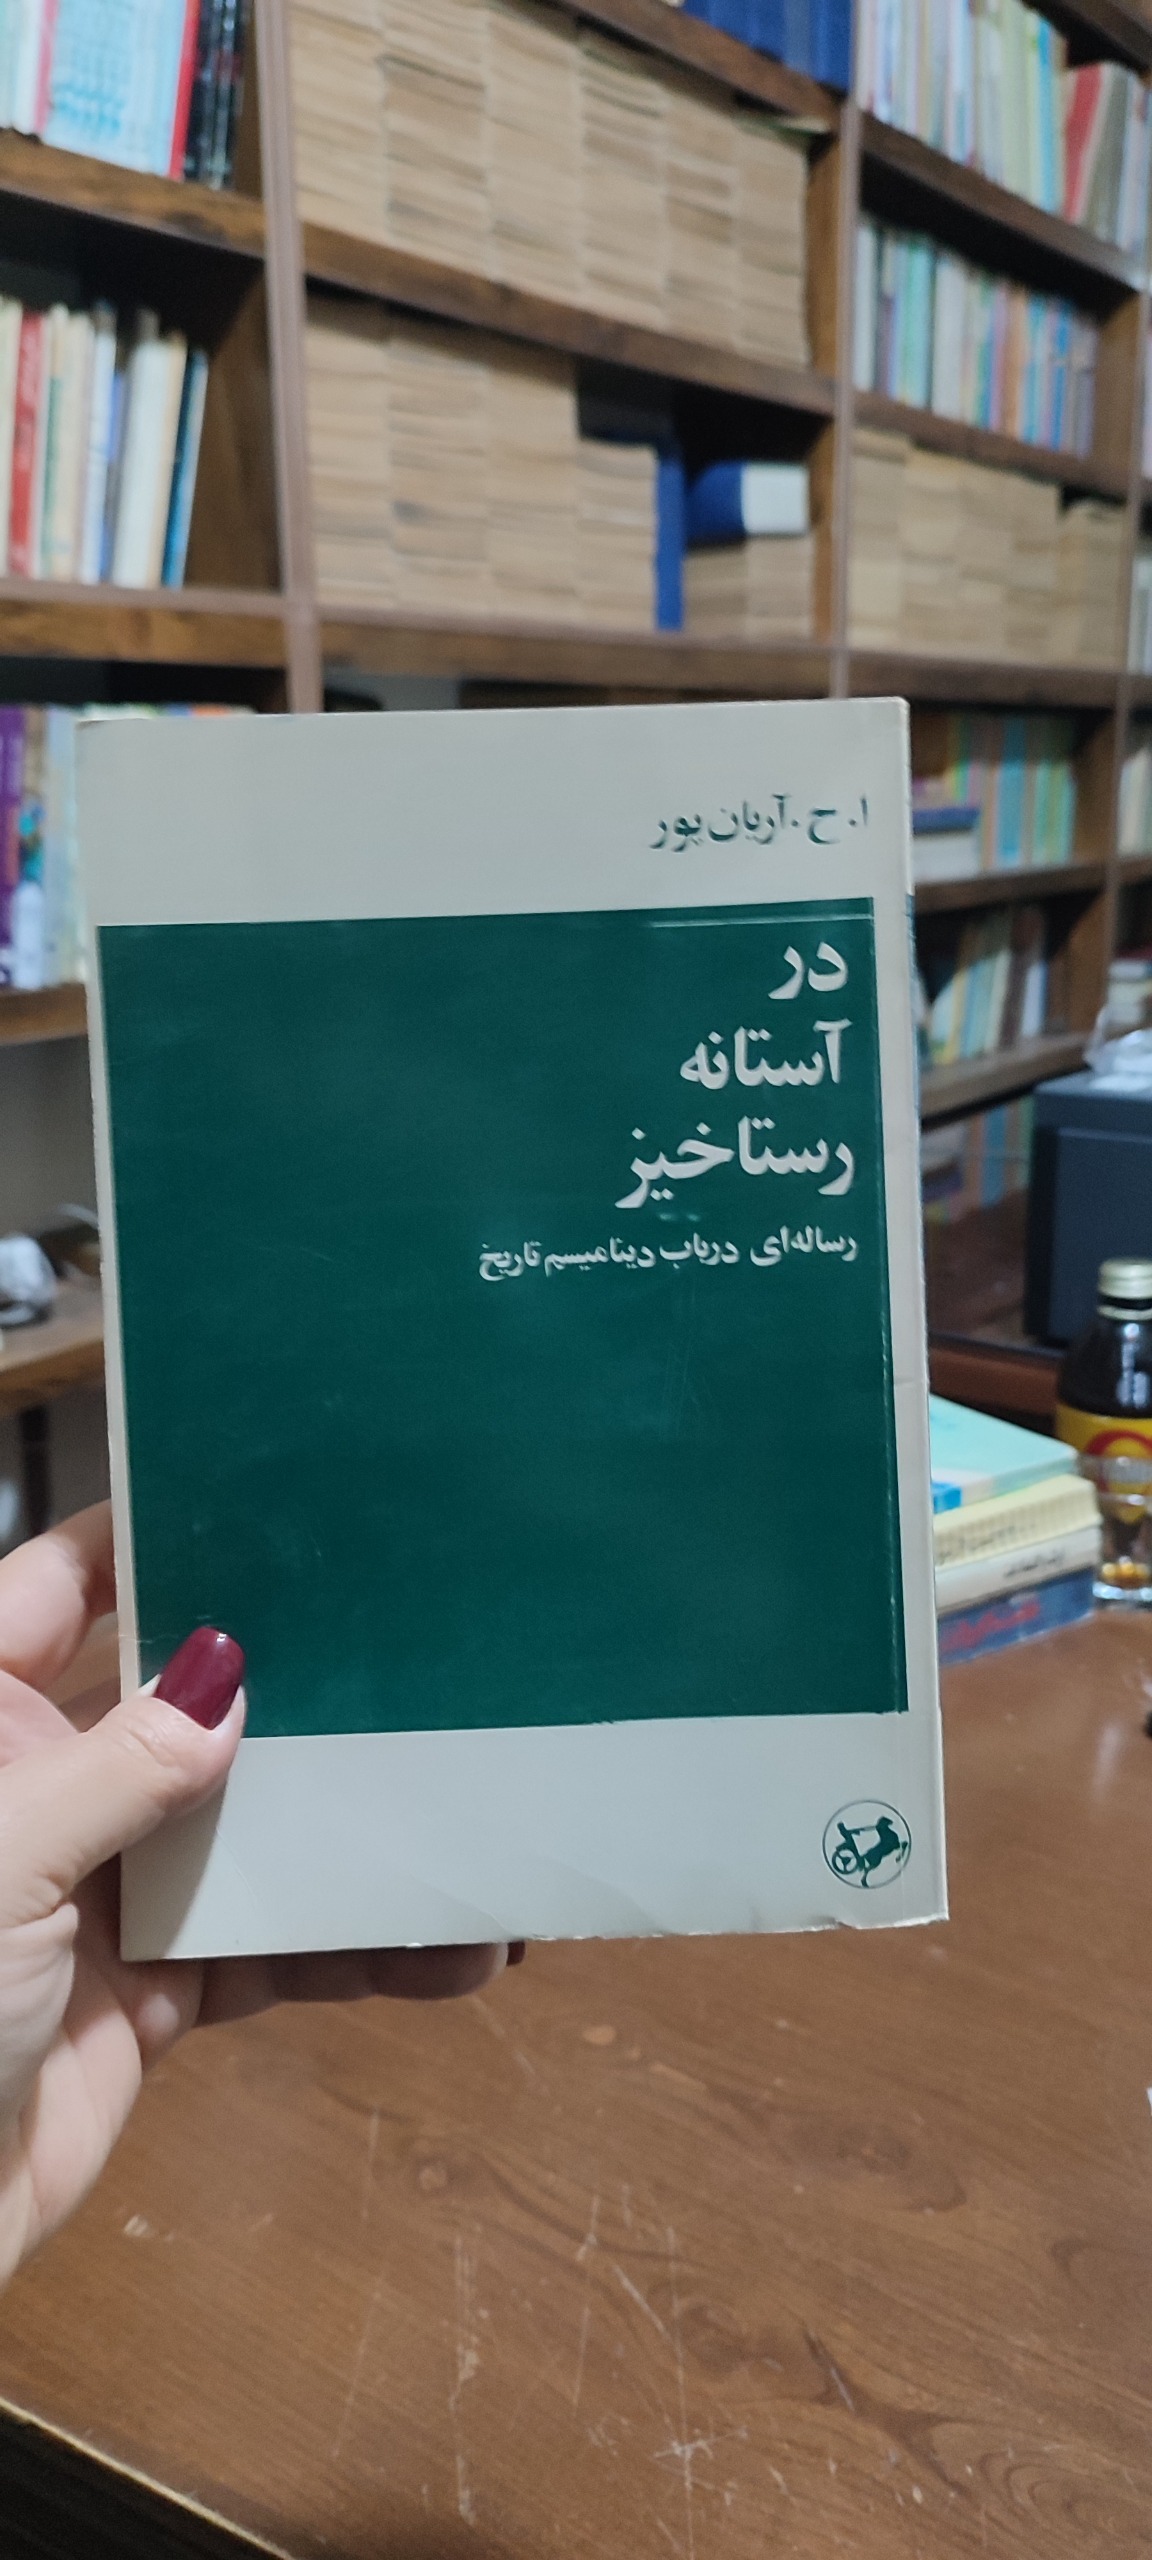 ا. ح. آریان‌پور
در
آستانه
رستاخیز
رساله‌ای درباب دینامیسم تاریخ